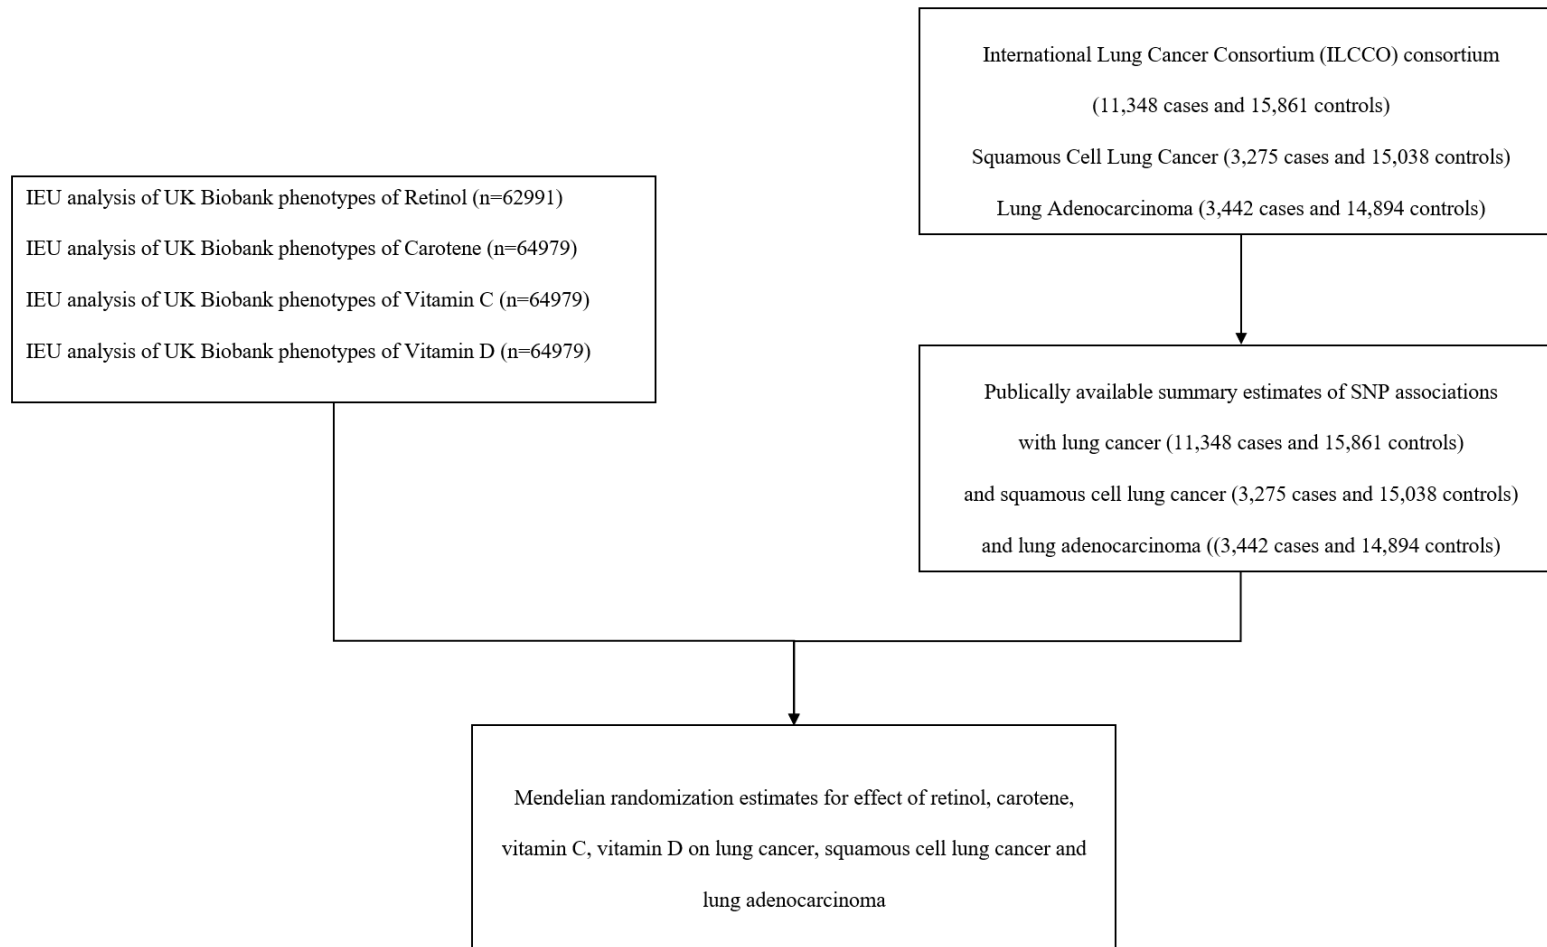 International Lung Cancer Consortium (ILCCO) consortium
(11,348 cases and 15,861 controls)
Squamous Cell Lung Cancer (3,275 cases and 15,038 controls)
Lung Adenocarcinoma (3,442 cases and 14,894 controls)
IEU analysis of UK Biobank phenotypes of Retinol (n=62991)
IEU analysis of UK Biobank phenotypes of Carotene (n=64979)
IEU analysis of UK Biobank phenotypes of Vitamin C (n=64979)
IEU analysis of UK Biobank phenotypes of Vitamin D (n=64979)
Publically available summary estimates of SNP associations
with lung cancer (11,348 cases and 15,861 controls)
and squamous cell lung cancer (3,275 cases and 15,038 controls)
and lung adenocarcinoma ((3,442 cases and 14,894 controls)
Mendelian randomization estimates for effect of retinol, carotene,
vitamin C, vitamin D on lung cancer, squamous cell lung cancer and
lung adenocarcinoma